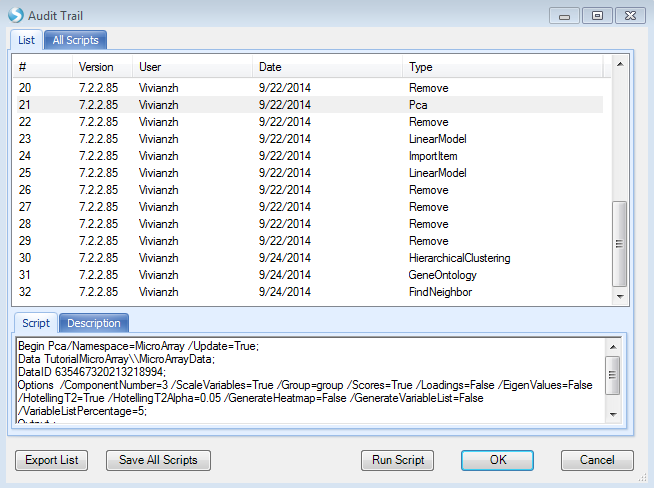 Audit Trail
List All Scripts
# Version User Date Type
20 7.2.2.85 Vivianzh 9/22/2014 Remove
21 7.2.2.85 Vivianzh 9/22/2014 Pca
22 7.2.2.85 Vivianzh 9/22/2014 Remove
23 7.2.2.85 Vivianzh 9/22/2014 LinearModel
24 7.2.2.85 Vivianzh 9/22/2014 ImportItem
25 7.2.2.85 Vivianzh 9/22/2014 LinearModel
26 7.2.2.85 Vivianzh 9/22/2014 Remove
27 7.2.2.85 Vivianzh 9/22/2014 Remove
28 7.2.2.85 Vivianzh 9/22/2014 Remove
29 7.2.2.85 Vivianzh 9/22/2014 Remove
30 7.2.2.85 Vivianzh 9/24/2014 HierarchicalClustering
31 7.2.2.85 Vivianzh 9/24/2014 GeneOntology
32 7.2.2.85 Vivianzh 9/24/2014 FindNeighbor
Script Description
Begin Pca/Namespace=MicroArray /Update=True;
Data TutorialMicroArray\\MicroArrayData;
DataID 635467320213218994;
Options /ComponentNumber=3 /ScaleVariables=True /Group=group /Scores=True /Loadings=False /EigenValues=False
/HotellingT2=True /HotellingT2Alpha=0.05 /GenerateHeatmap=False /GenerateVariableList=False
/VariableListPercentage=5;
Output ;
Export List Save All Scripts Run Script OK Cancel